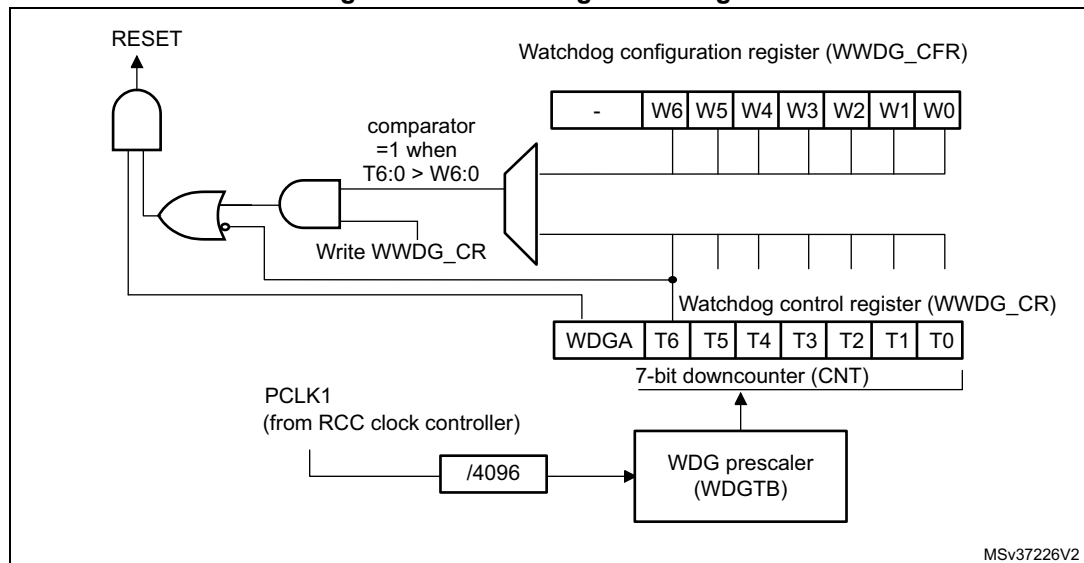 RESET
Watchdog configuration register (WWDG_CFR)
- W6 W5 W4 W3 W2 W1 W0
comparator
=1 when
T6:0 > W6:0
Write WWDG_CR
Watchdog control register (WWDG_CR)
WDGA T6 T5 T4 T3 T2 T1 T0
7-bit downcounter (CNT)
PCLK1
(from RCC clock controller)
/4096
WDG prescaler
(WDGTB)
MSv37226V2